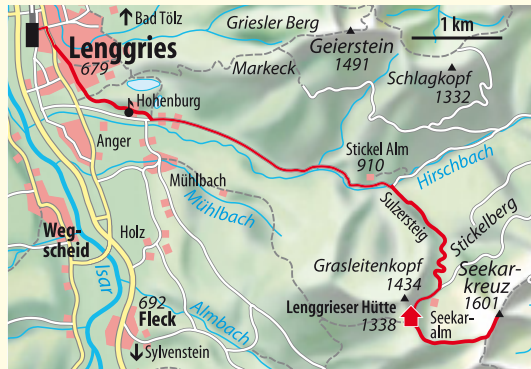 Bad Tölz
Griesler Berg
1 km
Lenggries
679
Geierstein
1491
Markeck
Schlagkopf
1332
Hohenburg
Anger
Stickel Alm
910
Hirschbach
Mühlbach
Mühlbach
Sulzersteig
Stickelberg
Weg-
scheid
Holz
Isar
Grasleitenkopf
1434
Seekar-
kreuz
1601
692
Fleck
Almbach
Lenggrieser Hütte
1338
Seekar-
alm
Sylvenstein